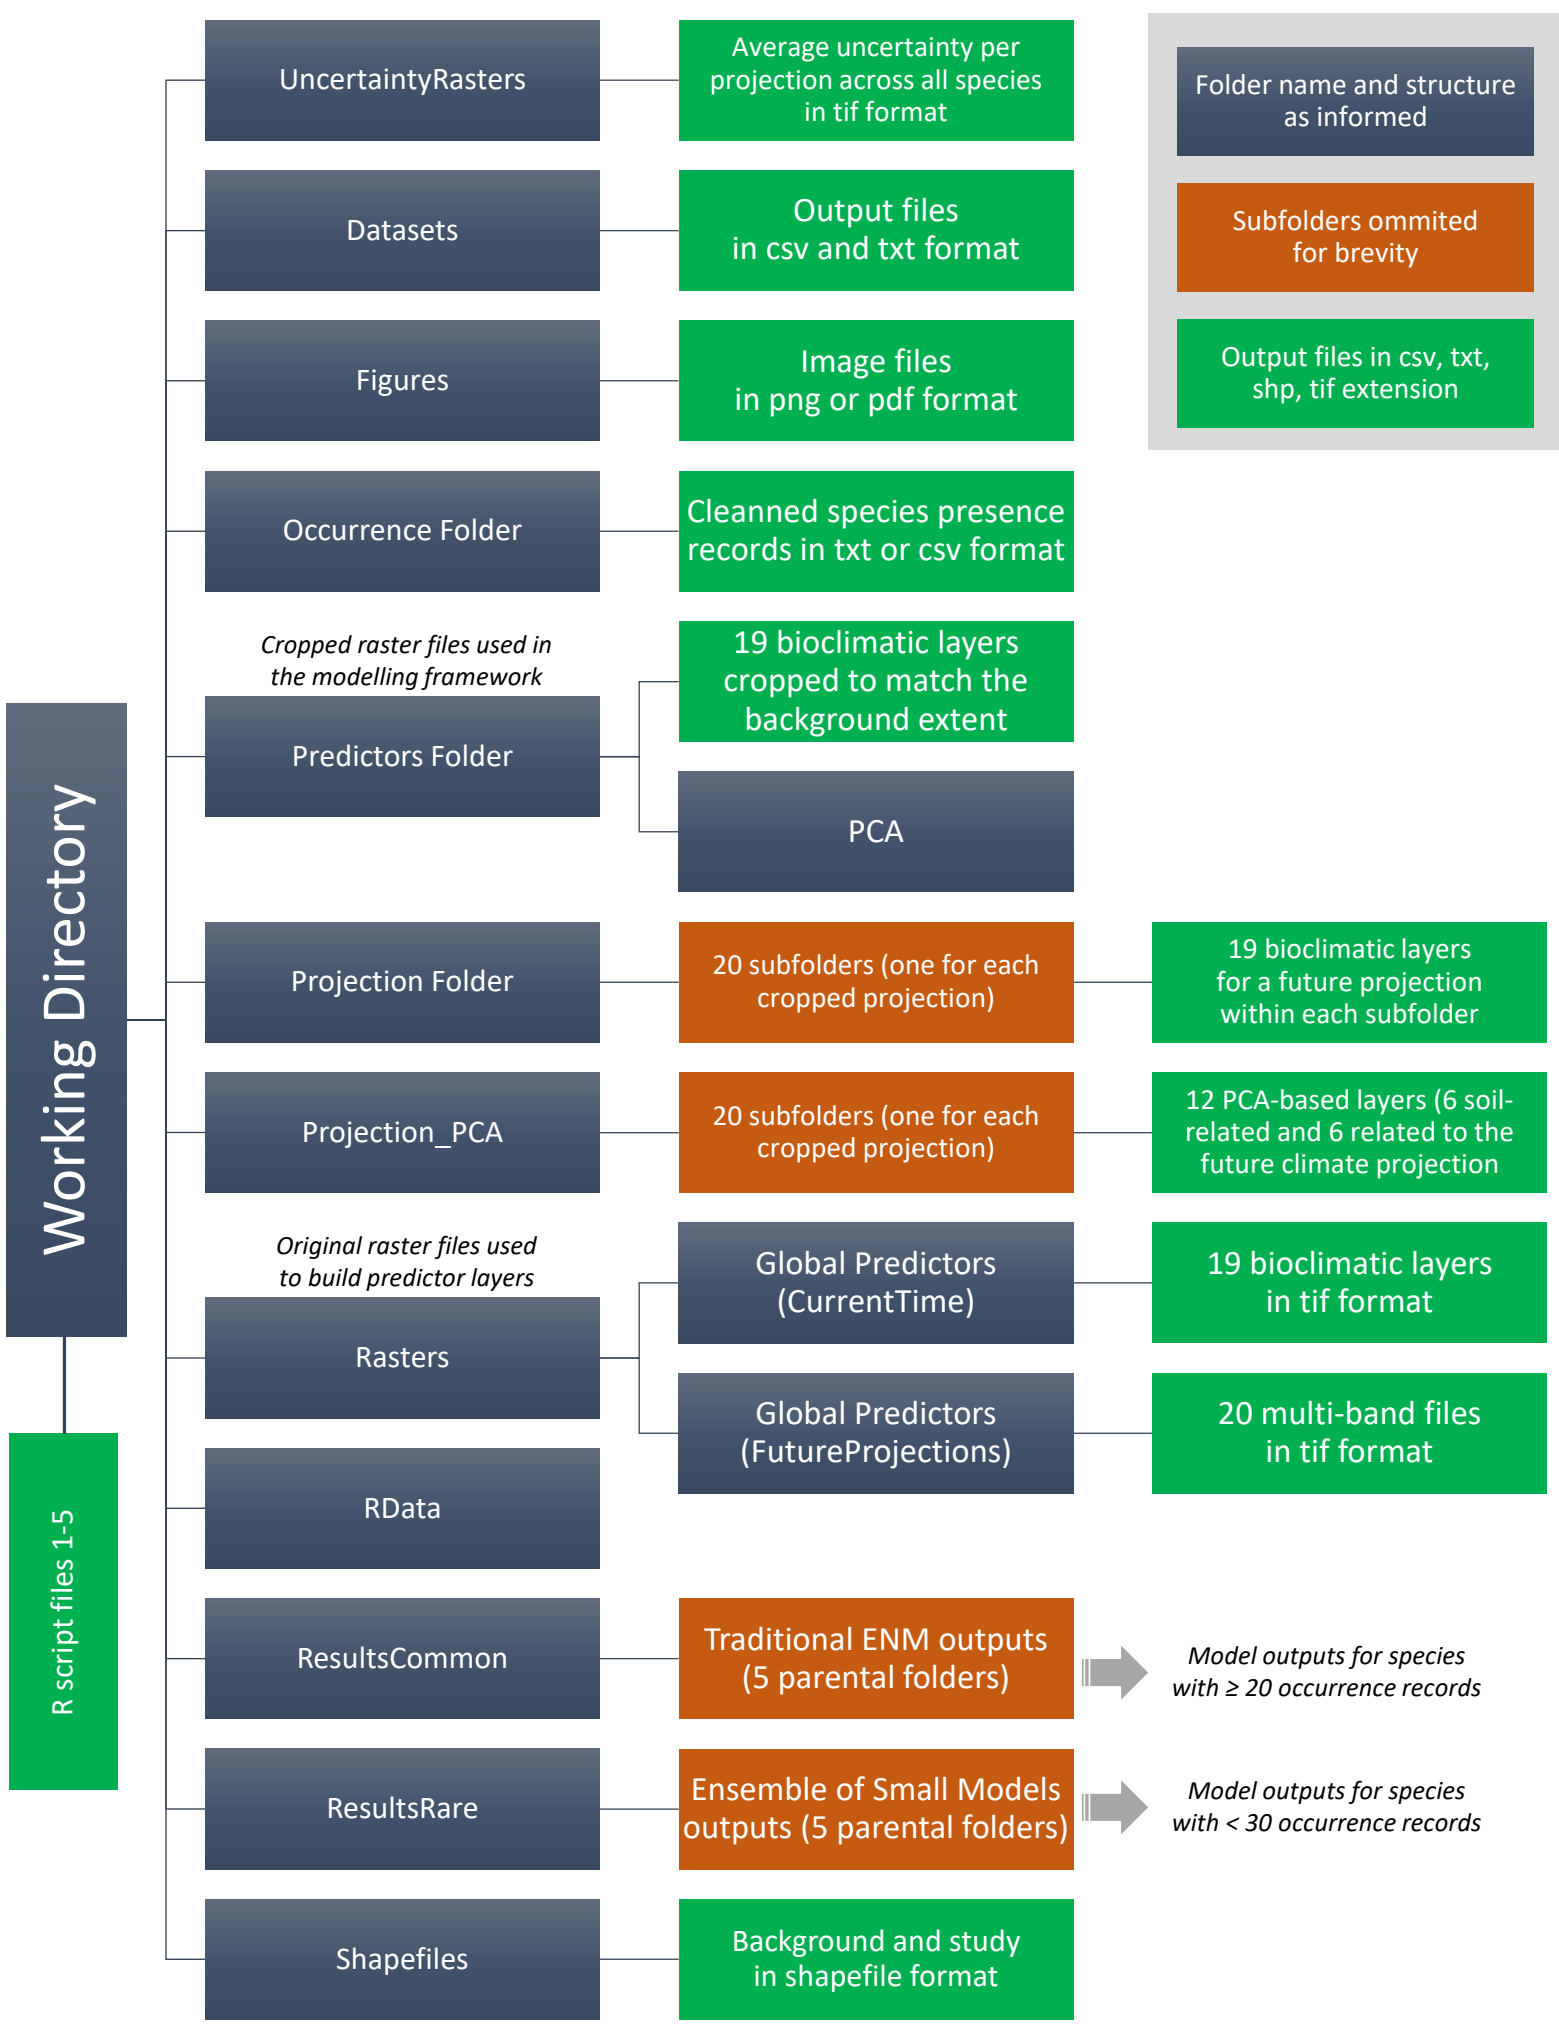 UncertaintyRasters
Average uncertainty per
projection across all species
in tif format
Folder name and structure
as informed
Subfolders ommited
for brevity
Output files in csv, txt,
shp, tif extension
Datasets
Output files
in csv and txt format
Figures
Image files
in png or pdf format
Occurrence Folder
Cleanned species presence
records in txt or csv format
Cropped raster files used in
the modelling framework
Predictors Folder
19 bioclimatic layers
cropped to match the
background extent
PCA
Working Directory
R script files 1-5
Projection Folder
20 subfolders (one for each
cropped projection)
19 bioclimatic layers
for a future projection
within each subfolder
Projection_PCA
20 subfolders (one for each
cropped projection)
12 PCA-based layers (6 soil-
related and 6 related to the
future climate projection
Original raster files used
to build predictor layers
Rasters
Global Predictors
(CurrentTime)
19 bioclimatic layers
in tif format
Global Predictors
(FutureProjections)
20 multi-band files
in tif format
RData
ResultsCommon
Traditional ENM outputs
(5 parental folders)
Model outputs for species
with ≥ 20 occurrence records
ResultsRare
Ensemble of Small Models
outputs (5 parental folders)
Model outputs for species
with < 30 occurrence records
Shapefiles
Background and study
in shapefile format